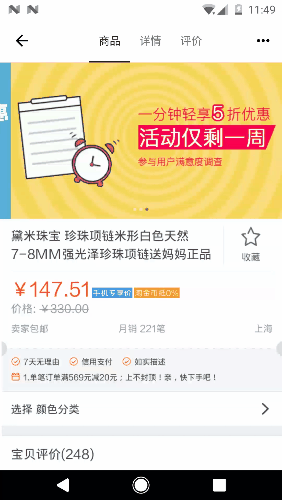 11:49
商品 详情 评价
惠
一分钟轻享5折优惠
活动仅剩一周
参与用户满意度调查
黛米珠宝 珍珠项链米形白色天然
7-8MM强光泽珍珠项链送妈妈正品
收藏
￥147.51 手机专享价 淘金币抵0%
价格: ￥330.00
卖家包邮 月销 221笔 上海
7天无理由 信用支付 如实描述
1.单笔订单满569元减20元；上不封顶！亲，快下手吧！
选择 颜色分类
宝贝评价(248)